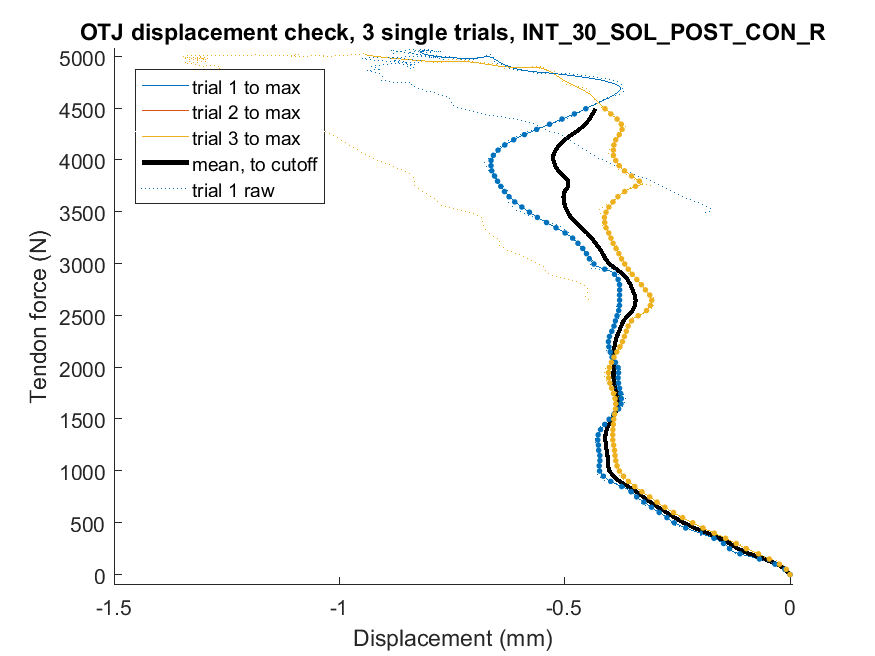 OTJ displacement check, 3 single trials, INT_30_SOL_POST_CON_R
5000
4500
4000
3500
3000
2500
2000
1500
1000
500
0
Tendon force (N)
trial 1 to max
trial 2 to max
trial 3 to max
mean, to cutoff
trial 1 raw
-1.5
-1
-0.5
0
Displacement (mm)